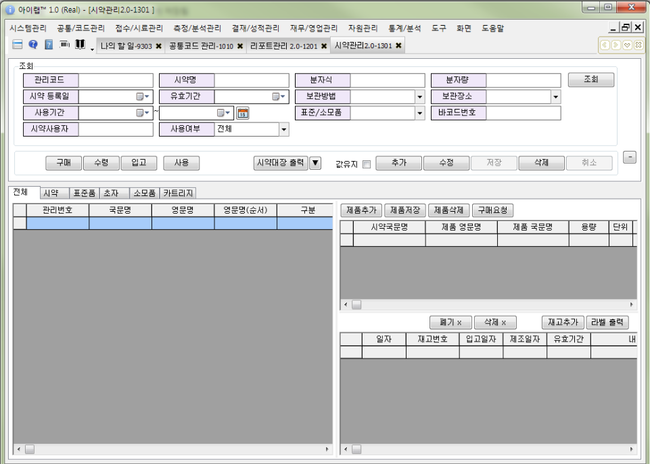 아이랩™ 1.0 (Real) - [시약관리2.0-1301 ]
시스템관리 공통/코드관리 접수/시료관리 측정/분석관리 결재/성적관리 재무/영업관리 자원관리 통계/분석 도구 화면 도움말
나의 할 일-9303 × 공통코드 관리-1010 × 리포트관리 2.0-1201 × 시약관리2.0-1301 ×
조회
관리코드 시약명 분자식 분자량 조회
시약 등록일 유효기간 보관방법 보관장소
사용기간 ~ 표준/소모품 바코드번호
시약사용자 사용여부 전체
구매 수령 입고 사용 시약대장 출력 ▼ 값유지 추가 수정 저장 삭제 취소 -
전체 시약 표준품 초자 소모품 카트리지
관리번호 국문명 영문명 영문명(순서) 구분
제품추가 제품저장 제품삭제 구매요청
시약국문명 제품 영문명 제품 국문명 용량 단위
폐기 x 삭제 x 재고추가 라벨 출력
일자 재고번호 입고일자 제조일자 유효기간 내